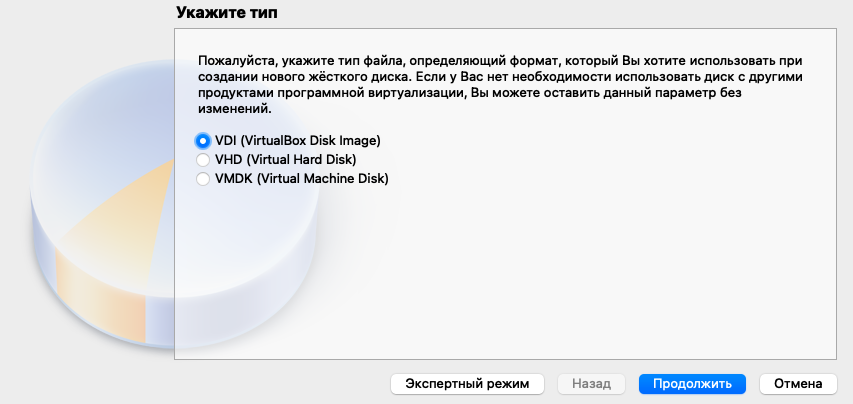 Укажите тип
Пожалуйста, укажите тип файла, определяющий формат, который Вы хотите использовать при
создании нового жёсткого диска. Если у Вас нет необходимости использовать диск с другими
продуктами программной виртуализации, Вы можете оставить данный параметр без
изменений.
VDI (VirtualBox Disk Image)
VHD (Virtual Hard Disk)
VMDK (Virtual Machine Disk)
Экспертный режим Назад Продолжить Отмена